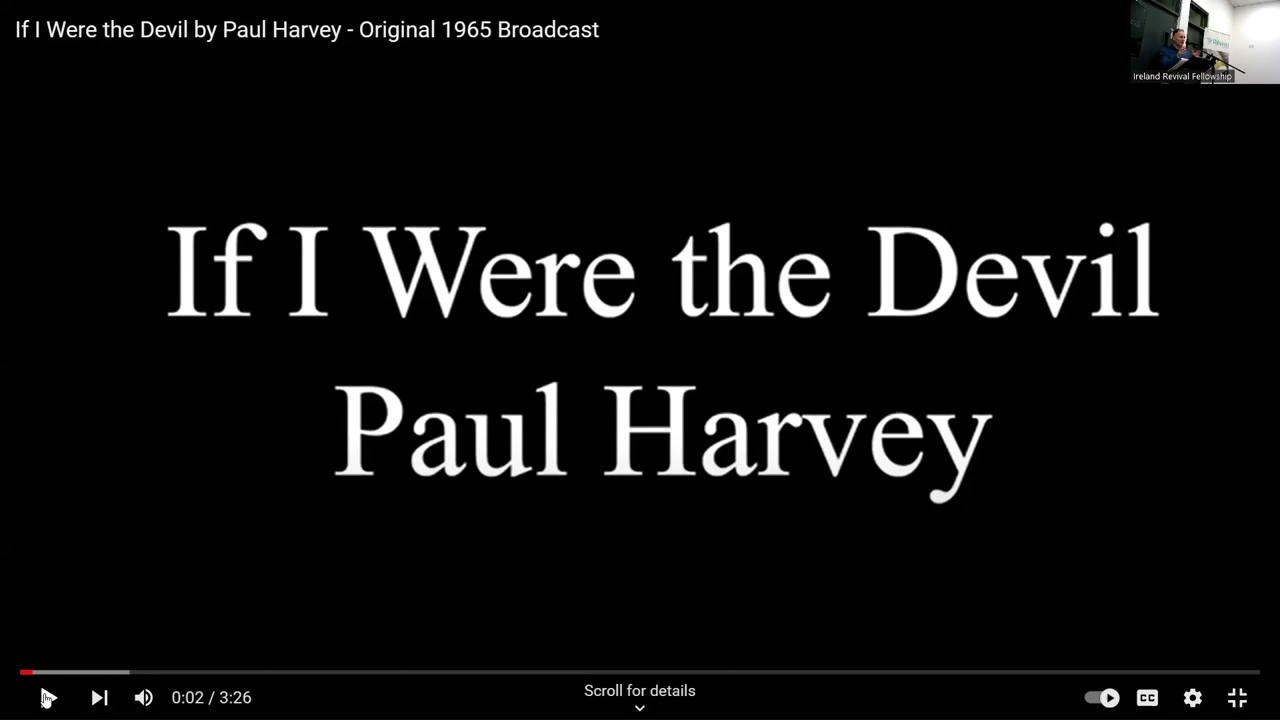 If I Were the Devil by Paul Harvey - Original 1965 Broadcast
Ireland Revival Fellowship
If I Were the Devil
Paul Harvey
0:02 / 3:26
Scroll for details
CC